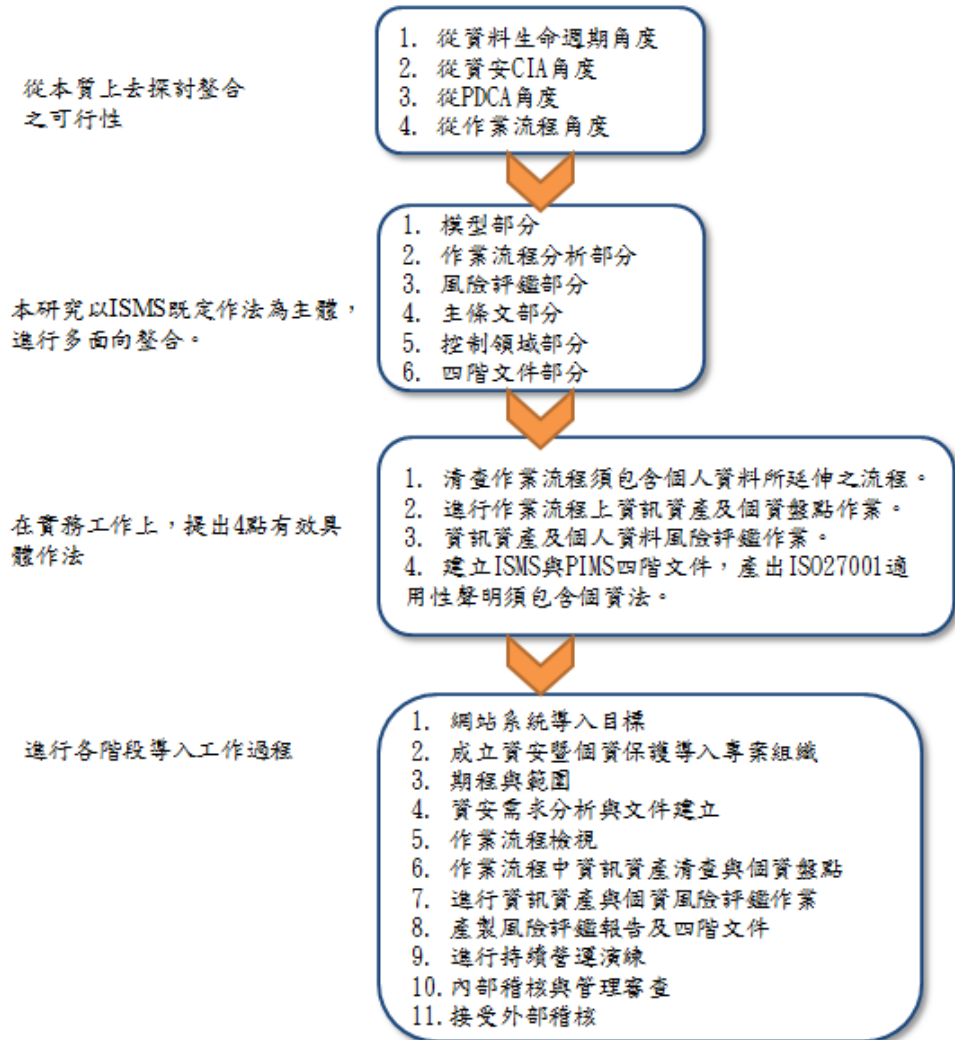 從本質上去探討整合
之可行性
1. 從資料生命週期角度
2. 從資安CIA角度
3. 從PDCA角度
4. 從作業流程角度
本研究以ISMS既定作法為主體，
進行多面向整合。
1. 模型部分
2. 作業流程分析部分
3. 風險評鑑部分
4. 主條文部分
5. 控制領域部分
6. 四階文件部分
在實務工作上，提出4點有效具
體作法
1. 清查作業流程須包含個人資料所延伸之流程。
2. 進行作業流程上資訊資產及個資盤點作業。
3. 資訊資產及個人資料風險評鑑作業。
4. 建立ISMS與PIMS四階文件，產出ISO27001適
用性聲明須包含個資法。
進行各階段導入工作過程
1. 網站系統導入目標
2. 成立資安暨個資保護導入專案組織
3. 期程與範圍
4. 資安需求分析與文件建立
5. 作業流程檢視
6. 作業流程中資訊資產清查與個資盤點
7. 進行資訊資產與個資風險評鑑作業
8. 產製風險評鑑報告及四階文件
9. 進行持續營運演練
10. 內部稽核與管理審查
11. 接受外部稽核